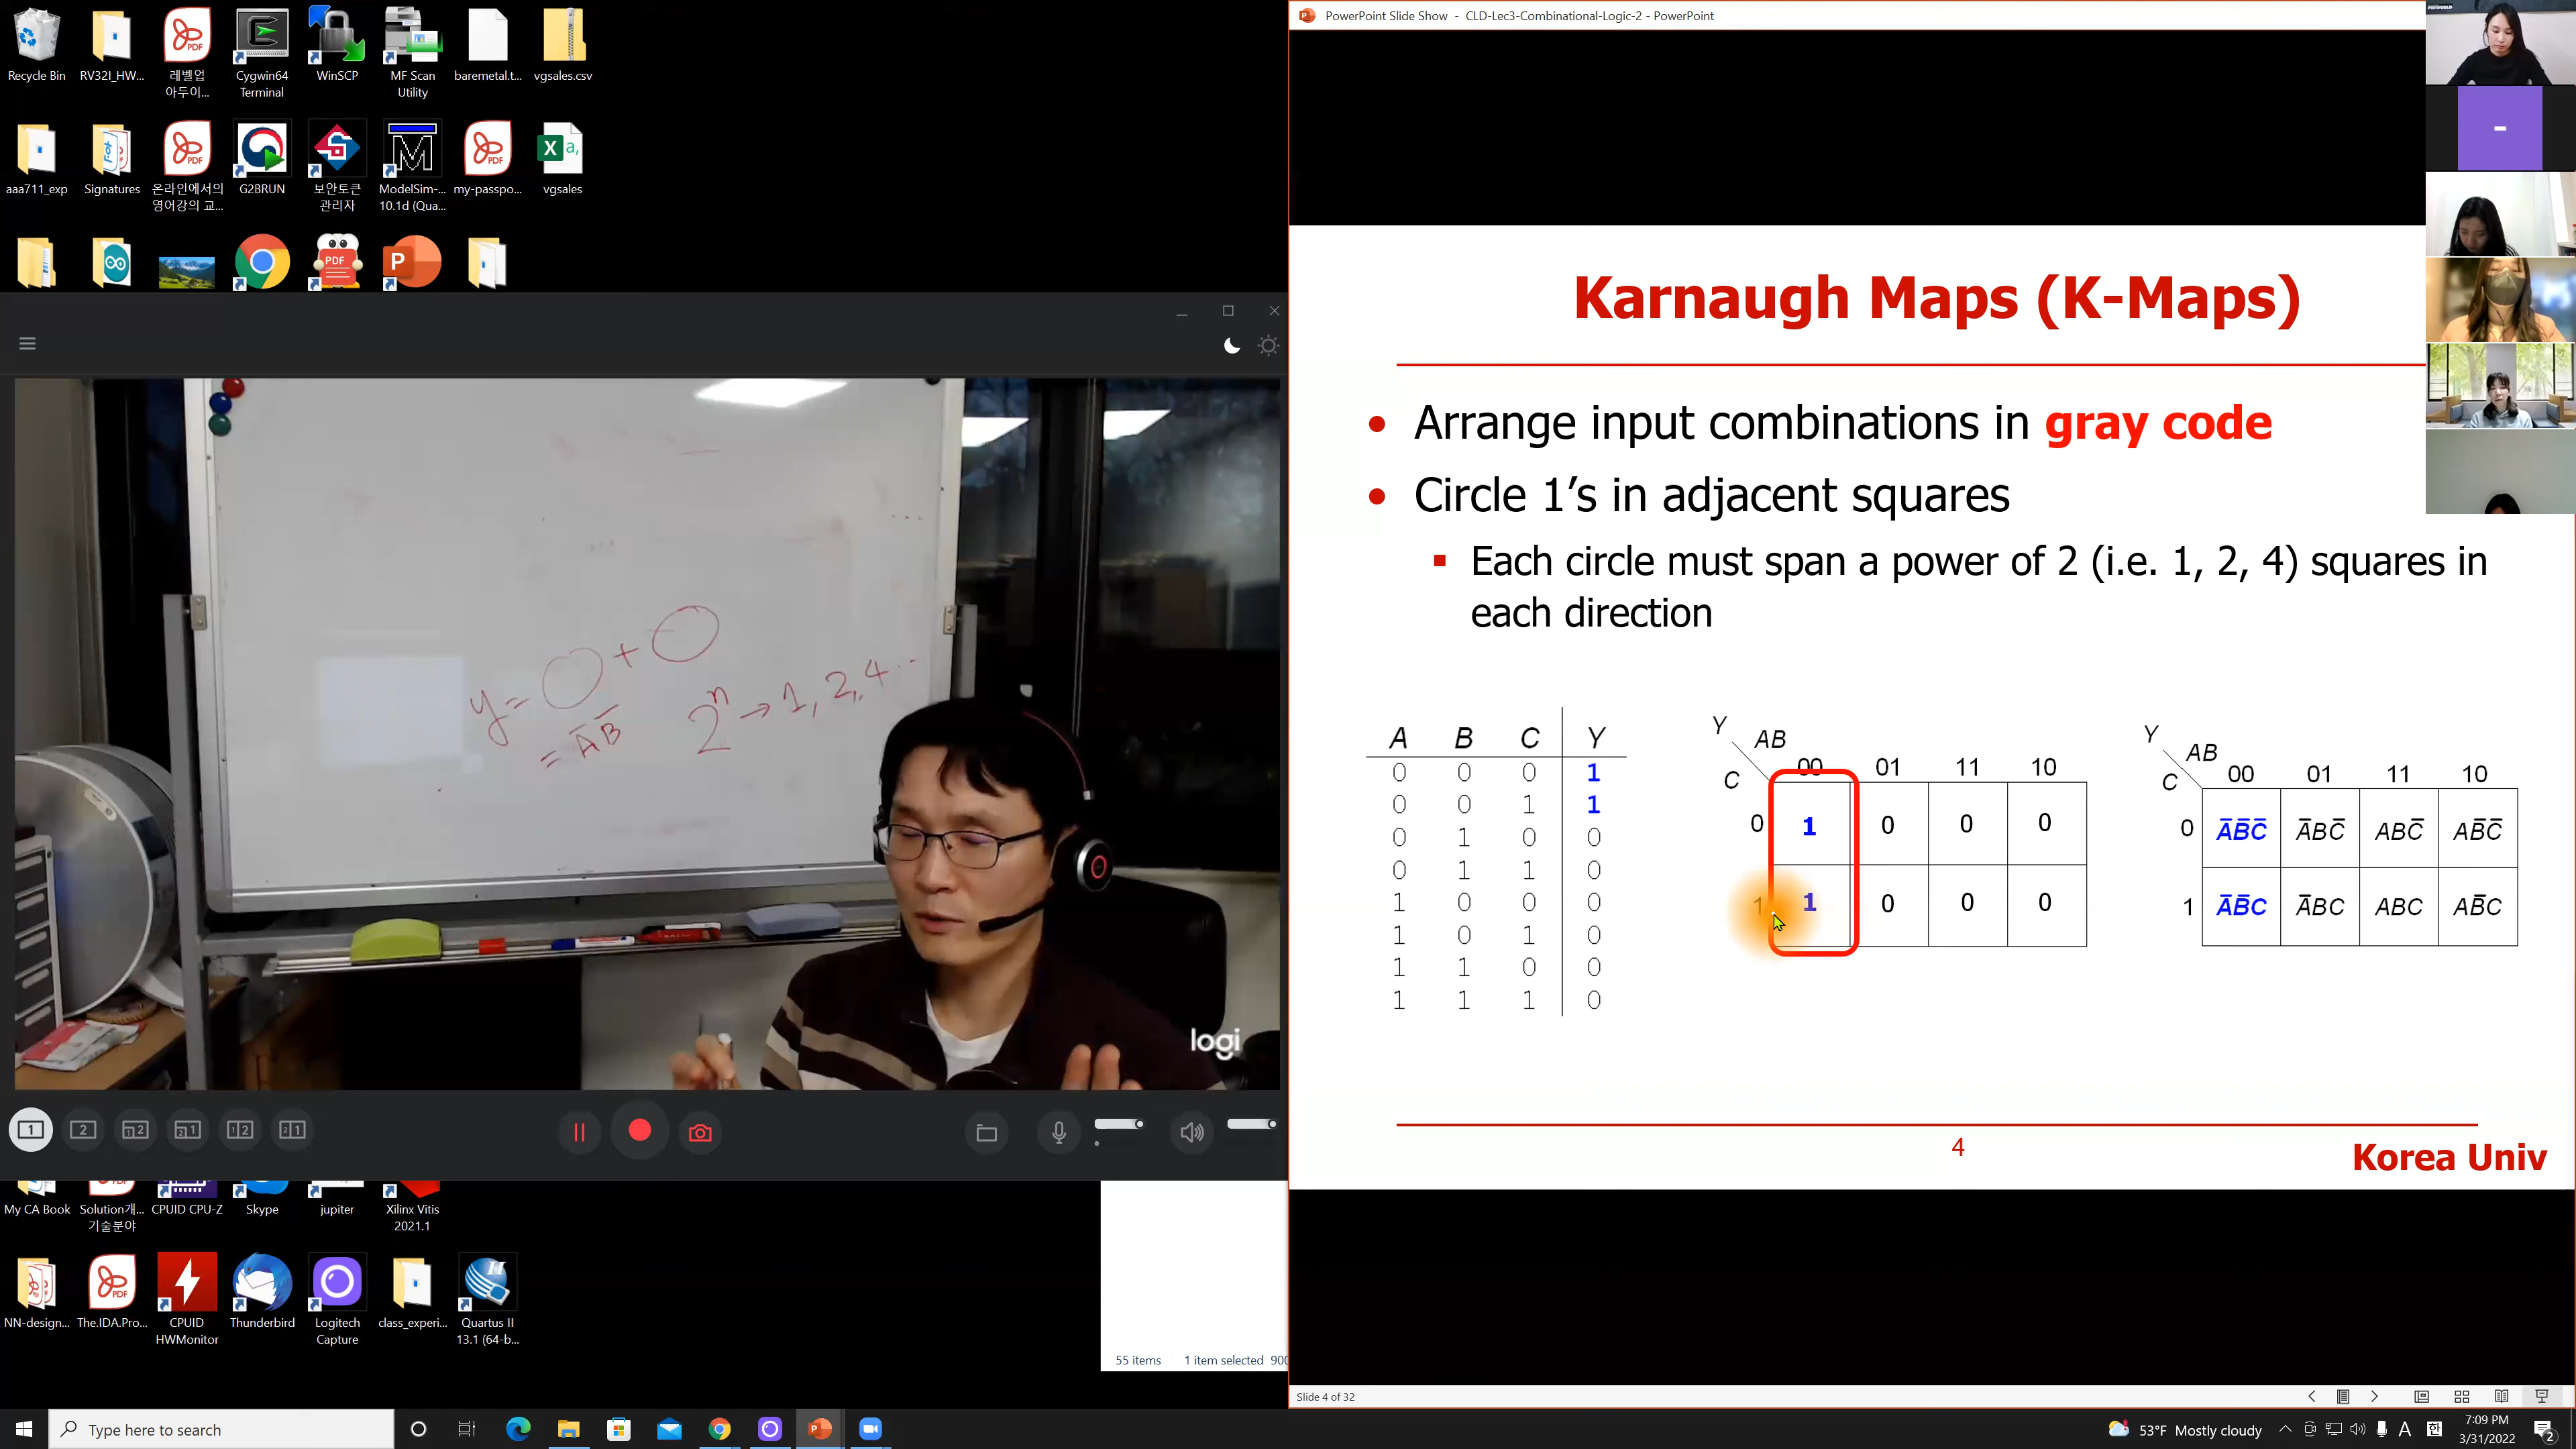 Recycle Bin
RV32I_HW...
레벨업
아두이...
Cygwin64
Terminal
WinSCP
MF Scan
Utility
baremetal.t...
vgsales.csv
aaa711_exp
Signatures
온라인에서의
영어강의 교...
G2BRUN
보안토큰
관리자
ModelSim-...
10.1d (Qua...
my-passpo...
vgsales
y = ○ + ○
= A̅ B̅
2ⁿ → 1, 2, 4 ...
logi
1
2
My CA Book
Solution개...
기술분야
CPUID CPU-Z
Skype
jupiter
Xilinx Vitis
2021.1
NN-design...
The.IDA.Pro...
CPUID
HWMonitor
Thunderbird
Logitech
Capture
class_experi...
Quartus II
13.1 (64-b...
55 items 1 item selected 900
PowerPoint Slide Show - CLD-Lec3-Combinational-Logic-2 - PowerPoint
Karnaugh Maps (K-Maps)
• Arrange input combinations in gray code
• Circle 1’s in adjacent squares
▪ Each circle must span a power of 2 (i.e. 1, 2, 4) squares in
each direction
A B C Y
0 0 0 1
0 0 1 1
0 1 0 0
0 1 1 0
1 0 0 0
1 0 1 0
1 1 0 0
1 1 1 0
Y
AB
C
00 01 11 10
0 1 0 0 0
1 1 0 0 0
Y
AB
C
00 01 11 10
0 A̅B̅C̅ A̅BC̅ ABC̅ AB̅C̅
1 A̅B̅C A̅BC ABC AB̅C
4
Korea Univ
Slide 4 of 32
Type here to search
53°F Mostly cloudy
A
한
7:09 PM
3/31/2022
2